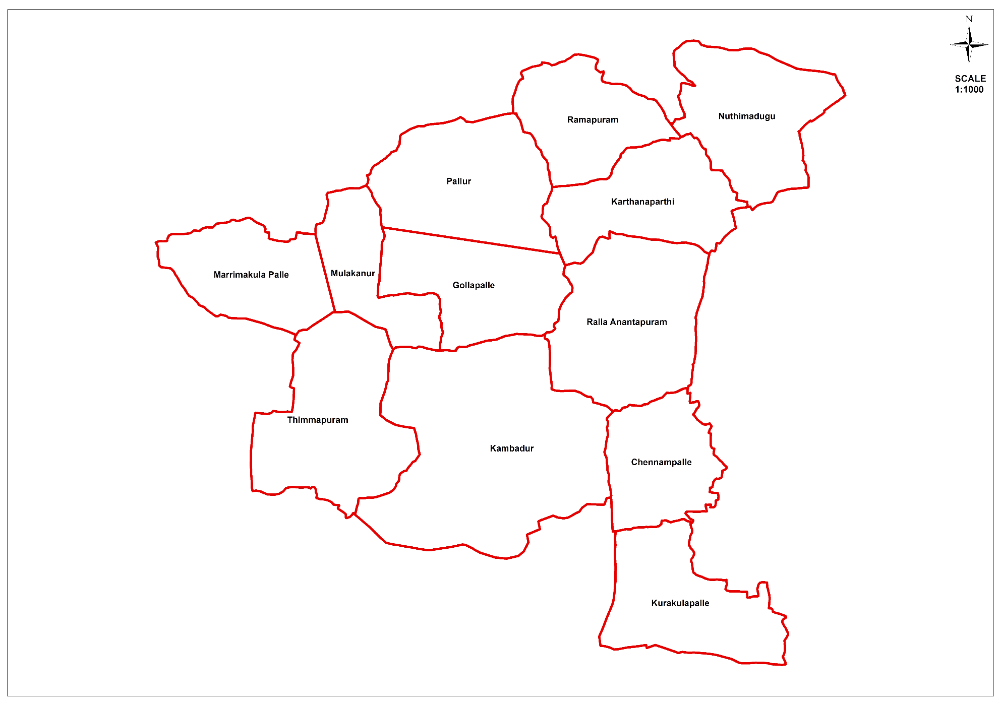 N
SCALE
1:1000
Nuthimadugu
Ramapuram
Pallur
Karthanaparthi
Marrimakula Palle
Mulakanur
Gollapalle
Ralla Anantapuram
Thimmapuram
Kambadur
Chennampalle
Kurakulapalle